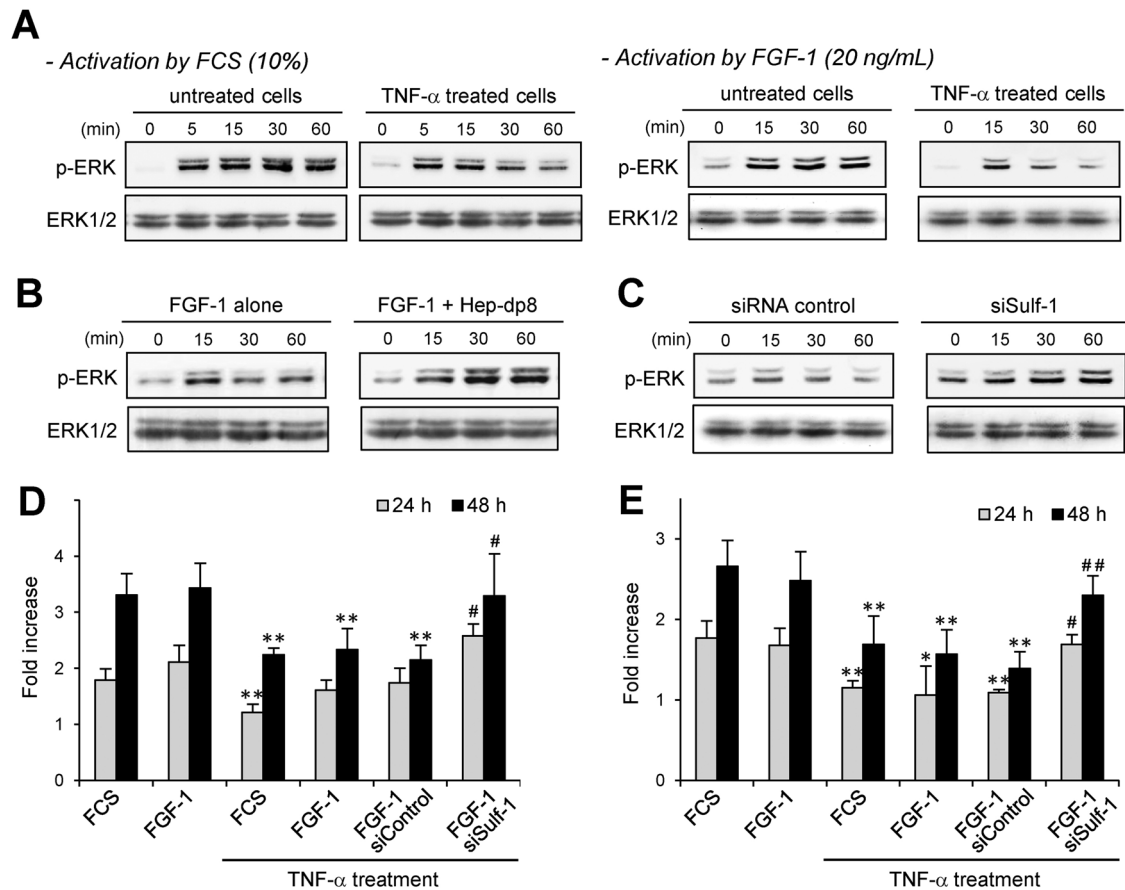 A
- Activation by FCS (10%)
untreated cells
TNF-α treated cells
(min) 0 5 15 30 60 0 5 15 30 60
p-ERK
ERK1/2
- Activation by FGF-1 (20 ng/mL)
untreated cells
TNF-α treated cells
(min) 0 15 30 60 0 15 30 60
p-ERK
ERK1/2
B
FGF-1 alone
FGF-1 + Hep-dp8
(min) 0 15 30 60 0 15 30 60
p-ERK
ERK1/2
C
siRNA control
siSulf-1
(min) 0 15 30 60 0 15 30 60
p-ERK
ERK1/2
D
24 h 48 h
Fold increase
4
3
2
1
0
** ** ** ** # #
FCS
FGF-1
FCS
FGF-1
FGF-1 siControl
FGF-1 siSulf-1
TNF-α treatment
E
24 h 48 h
Fold increase
3
2
1
0
** ** * ** ** ** # ##
FCS
FGF-1
FCS
FGF-1
FGF-1 siControl
FGF-1 siSulf-1
TNF-α treatment